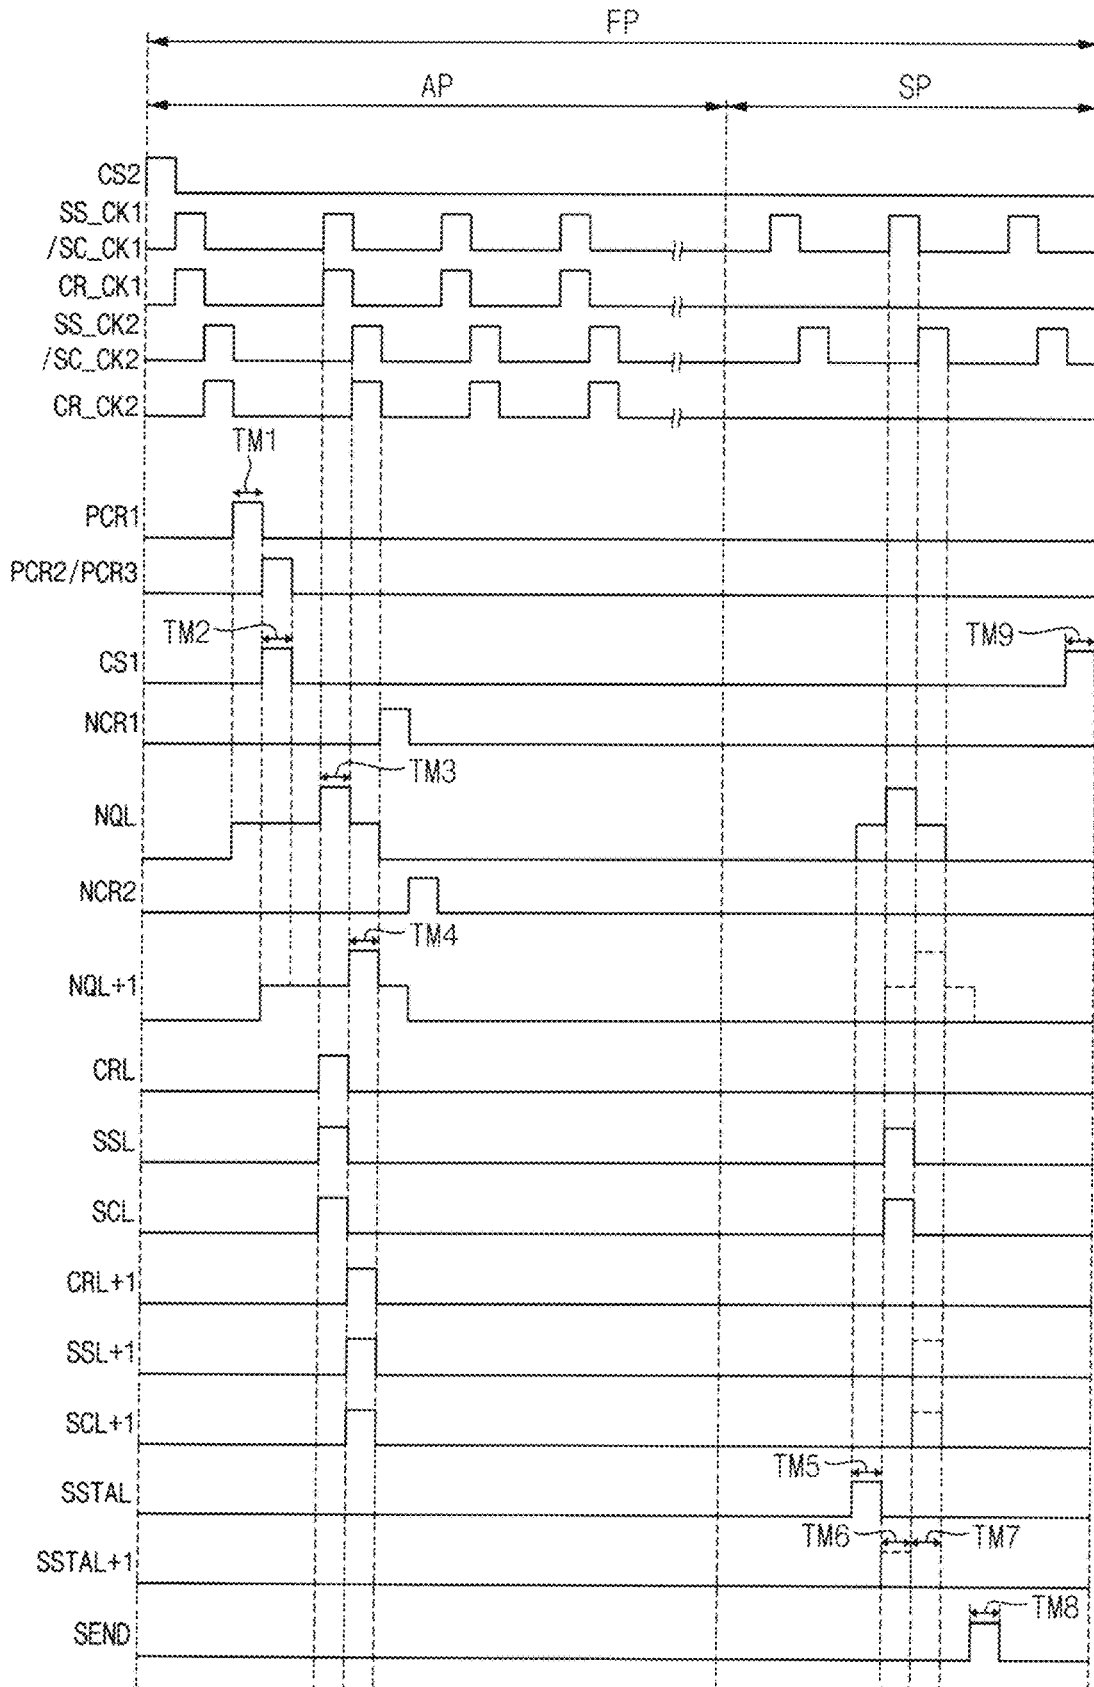 FP
AP SP
CS2
SS_CK1
/SC_CK1
CR_CK1
SS_CK2
/SC_CK2
CR_CK2
TM1
PCR1
PCR2/PCR3
TM2
TM9
CS1
NCR1
TM3
NQL
NCR2
TM4
NQL+1
CRL
SSL
SCL
CRL+1
SSL+1
SCL+1
TM5
SSTAL
TM6 TM7
SSTAL+1
TM8
SEND